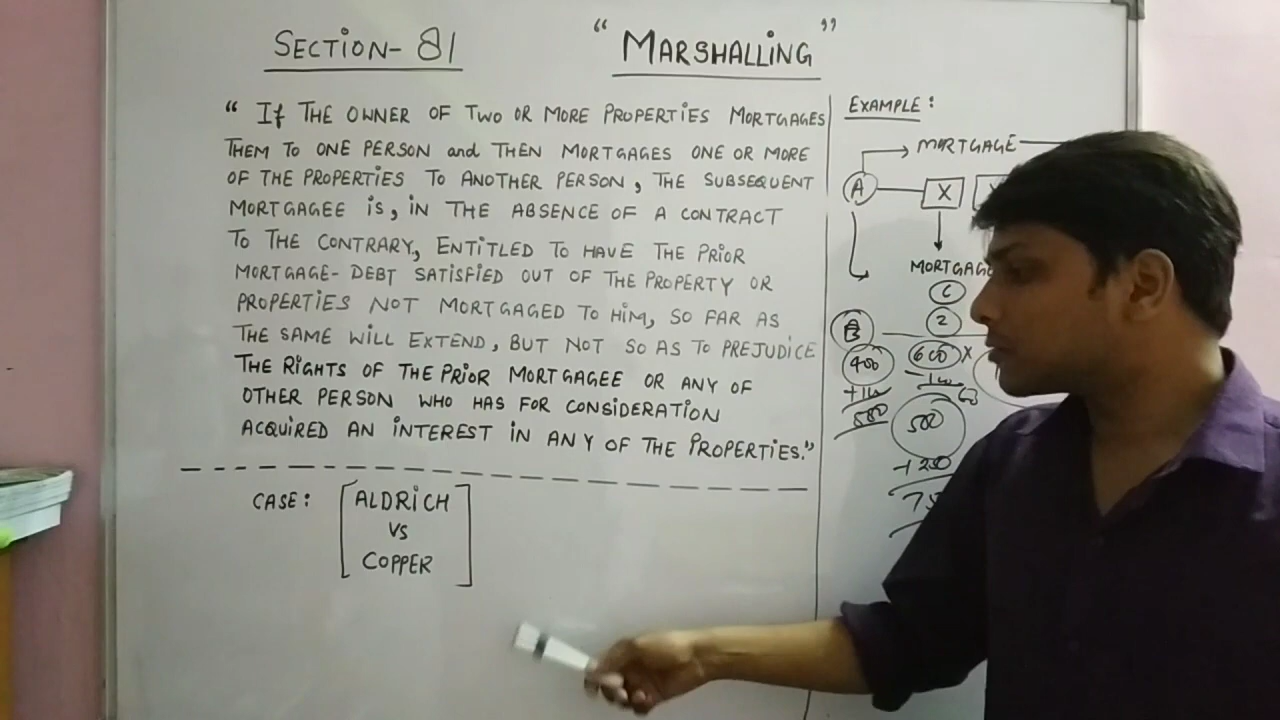 SECTION- 81
“MARSHALLING”
“ If THE OWNER OF TWO OR MORE PROPERTIES MORTGAGES
THEM TO ONE PERSON and THEN MORTGAGES ONE OR MORE
OF THE PROPERTIES TO ANOTHER PERSON, THE SUBSEQUENT
MORTGAGEE is, IN THE ABSENCE OF A CONTRACT
TO THE CONTRARY, ENTITLED TO HAVE THE PRIOR
MORTGAGE- DEBT SATISFIED OUT OF THE PROPERTY OR
PROPERTIES NOT MORTGAGED TO HIM, SO FAR AS
THE SAME WILL EXTEND, BUT NOT SO AS TO PREJUDICE
THE RIGHTS OF THE PRIOR MORTGAGEE OR ANY OF
OTHER PERSON WHO HAS FOR CONSIDERATION
ACQUIRED AN INTEREST IN ANY OF THE PROPERTIES.”
CASE: ALDRICH
VS
COPPER
EXAMPLE:
MORTGAGE
A X
MORTGAG
2
B
400 600 X
500